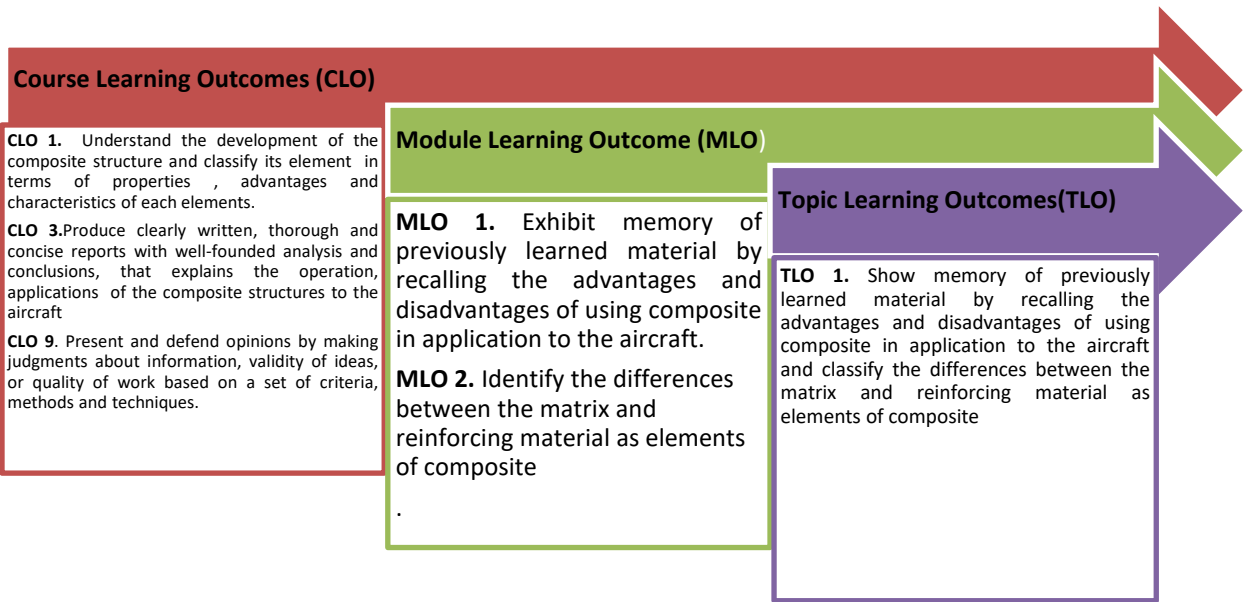 Course Learning Outcomes (CLO)
CLO 1. Understand the development of the
composite structure and classify its element in
terms of properties , advantages and
characteristics of each elements.
CLO 3.Produce clearly written, thorough and
concise reports with well-founded analysis and
conclusions, that explains the operation,
applications of the composite structures to the
aircraft
CLO 9. Present and defend opinions by making
judgments about information, validity of ideas,
or quality of work based on a set of criteria,
methods and techniques.
Module Learning Outcome (MLO)
MLO 1. Exhibit memory of
previously learned material by
recalling the advantages and
disadvantages of using composite
in application to the aircraft.
MLO 2. Identify the differences
between the matrix and
reinforcing material as elements
of composite
.
Topic Learning Outcomes(TLO)
TLO 1. Show memory of previously
learned material by recalling the
advantages and disadvantages of using
composite in application to the aircraft
and classify the differences between the
matrix and reinforcing material as
elements of composite